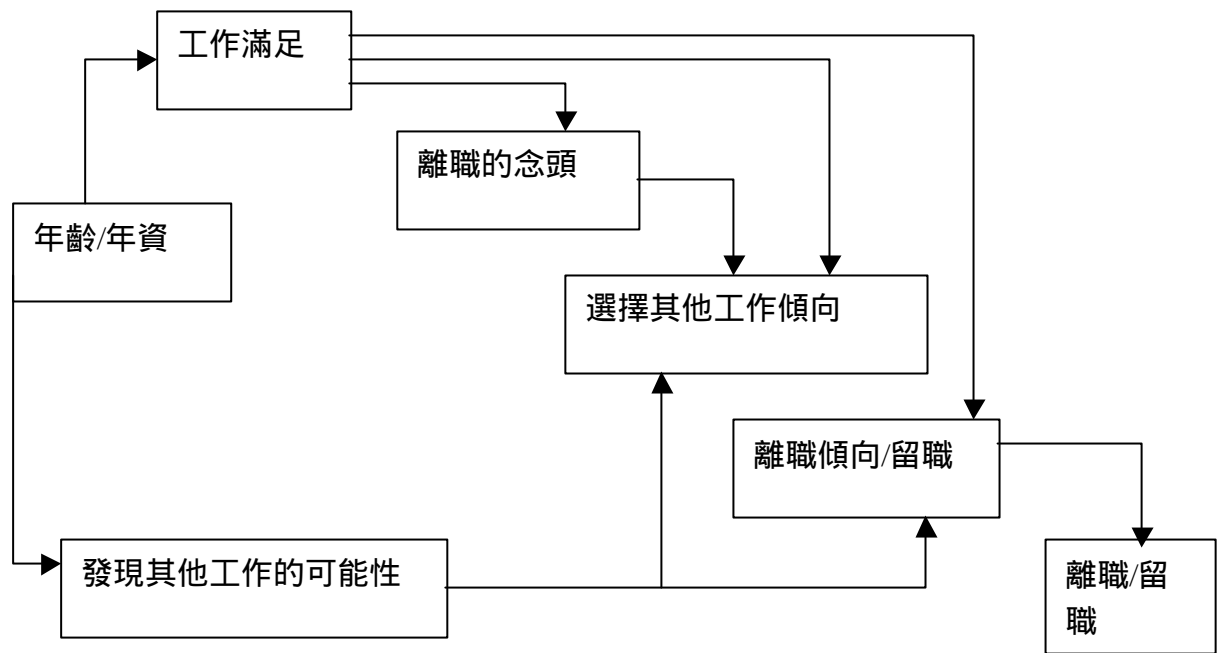 工作滿足
離職的念頭
年齡/年資
選擇其他工作傾向
離職傾向/留職
發現其他工作的可能性
離職/留
職